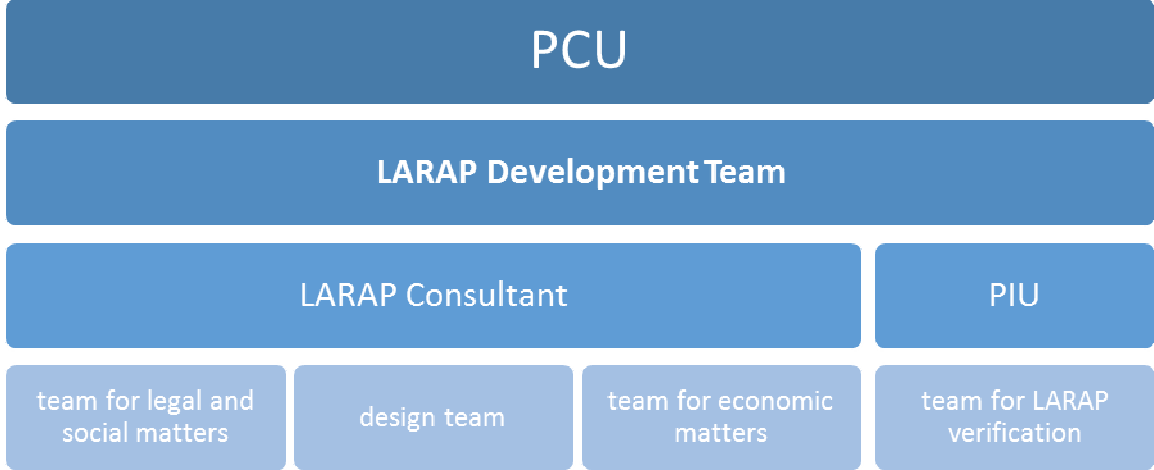 PCU
LARAP Development Team
LARAP Consultant
PIU
team for legal and
social matters
design team
team for economic
matters
team for LARAP
verification